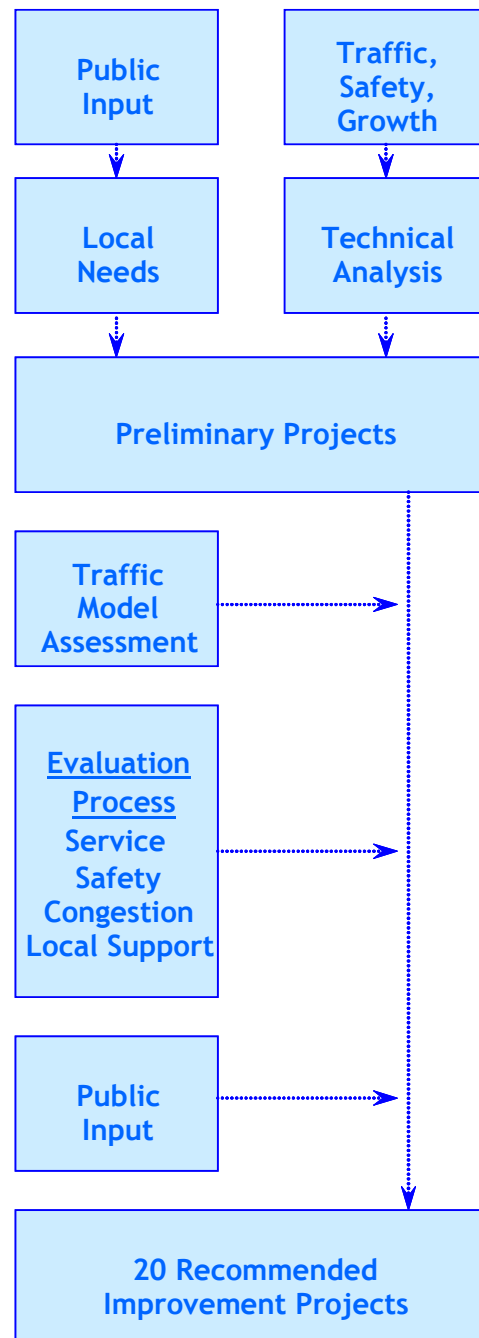 Public
Input
Traffic,
Safety,
Growth
Local
Needs
Technical
Analysis
Preliminary Projects
Traffic
Model
Assessment
Evaluation
Process
Service
Safety
Congestion
Local Support
Public
Input
20 Recommended
Improvement Projects